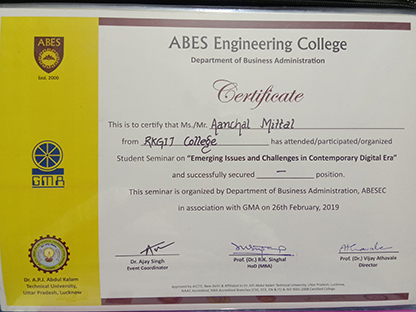 ABES
Estd. 2000
ABES Engineering College
Department of Business Administration
Certificate
This is to certify that Ms./Mr. Aanchal Mittal
from RKGIT College has attended/participated/organized
Student Seminar on "Emerging Issues and Challenges in Contemporary Digital Era"
and successfully secured — position.
This seminar is organized by Department of Business Administration, ABESEC
in association with GMA on 26th February, 2019
GMA
Dr. Ajay Singh
Event Coordinator
Prof. (Dr.) R.K. Singhal
HoD (MBA)
Prof. (Dr.) Vijay Athavale
Director
Dr. A.P.J. Abdul Kalam
Technical University,
Uttar Pradesh, Lucknow